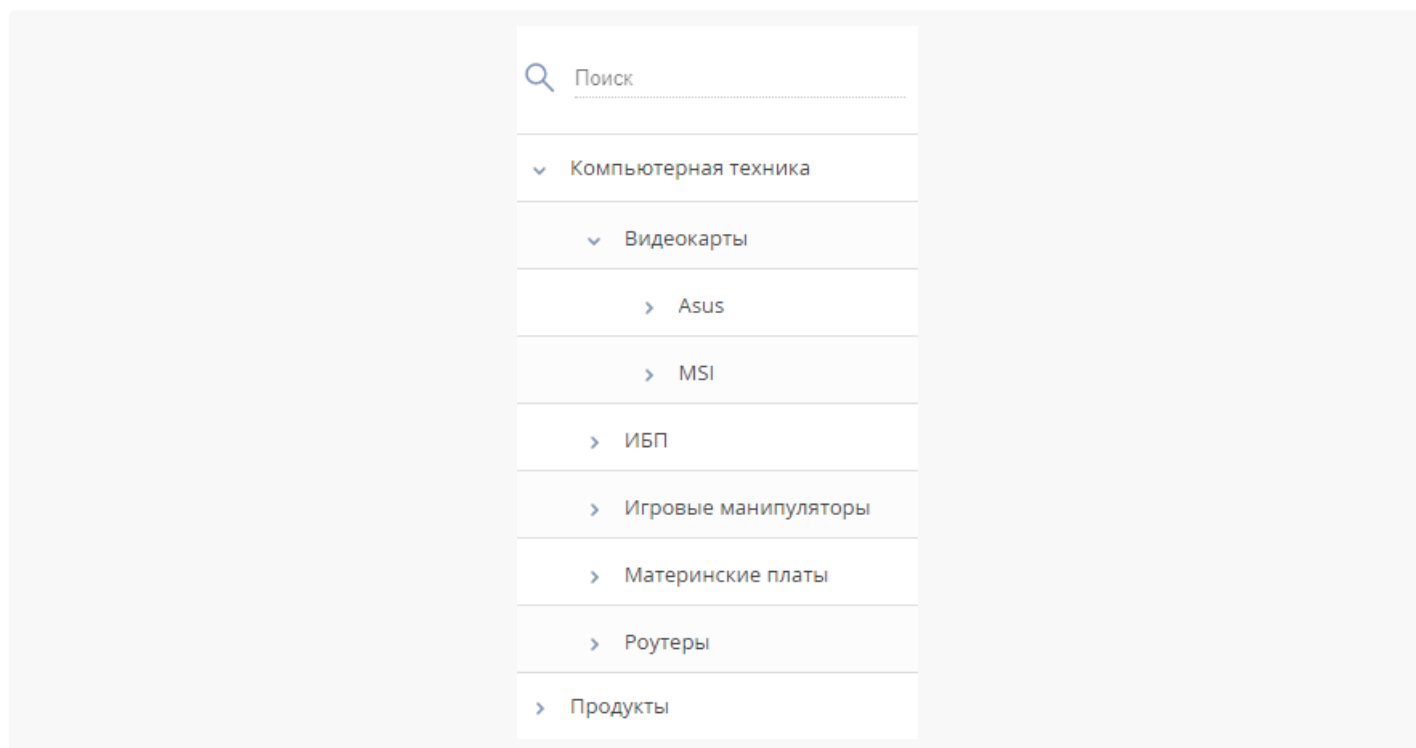 Поиск
Компьютерная техника
Видеокарты
Asus
MSI
ИБП
Игровые манипуляторы
Материнские платы
Роутеры
Продукты